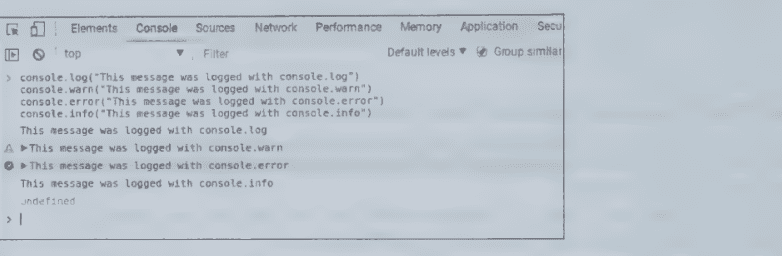 Elements Console Sources Network Performance Memory Application Secu
top Filter Default levels Group similar
console.log("This message was logged with console.log")
console.warn("This message was logged with console.warn")
console.error("This message was logged with console.error")
console.info("This message was logged with console.info")
This message was logged with console.log
This message was logged with console.warn
This message was logged with console.error
This message was logged with console.info
undefined